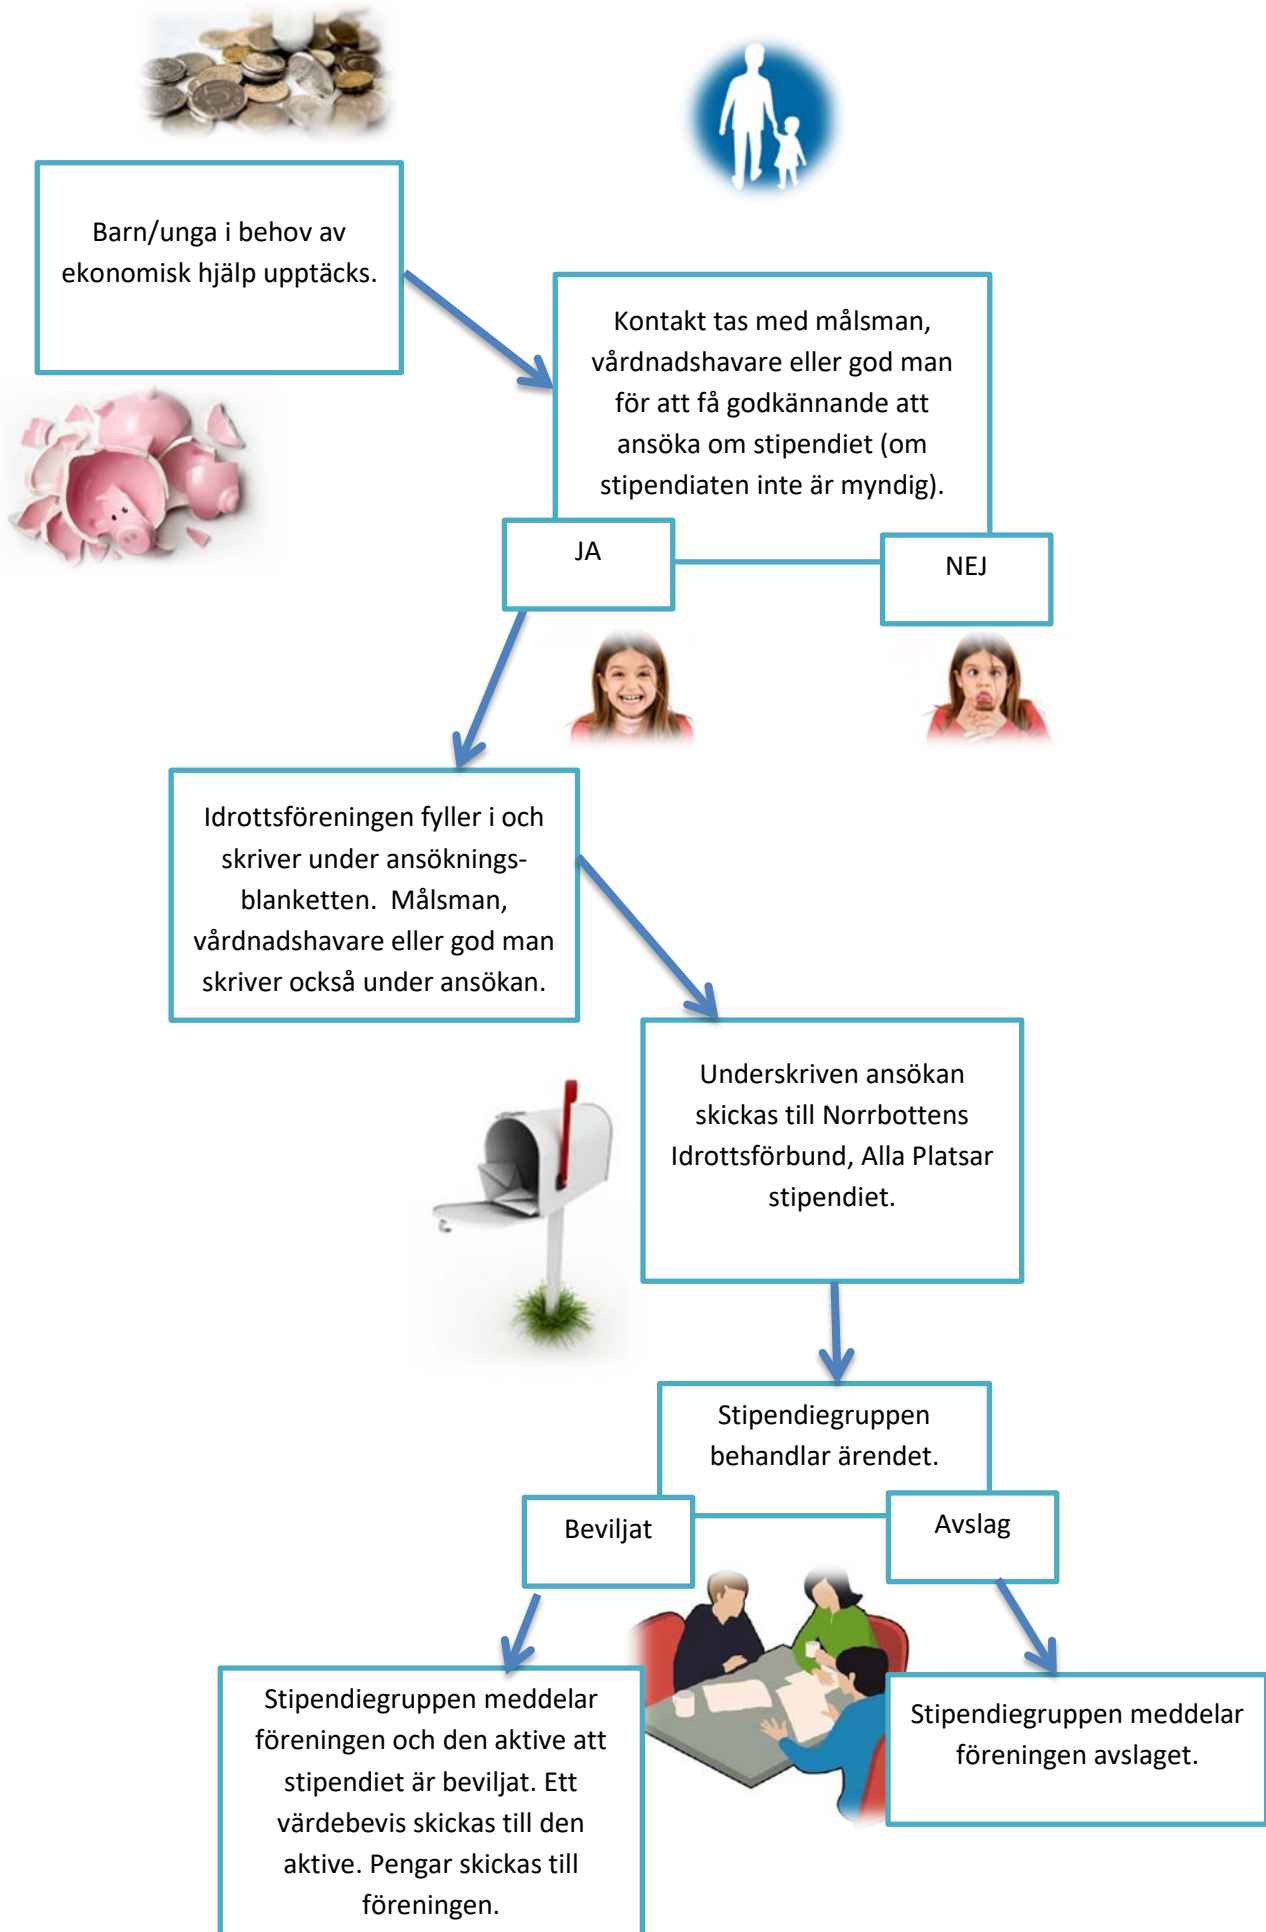 Barn/unga i behov av
ekonomisk hjälp upptäcks.
Kontakt tas med målsman,
vårdnadshavare eller god man
för att få godkännande att
ansöka om stipendiet (om
stipendiaten inte är myndig).
JA
NEJ
Idrottsföreningen fyller i och
skriver under ansöknings-
blanketten.  Målsman,
vårdnadshavare eller god man
skriver också under ansökan.
Underskriven ansökan
skickas till Norrbottens
Idrottsförbund, Alla Platsar
stipendiet.
Stipendiegruppen
behandlar ärendet.
Beviljat
Avslag
Stipendiegruppen meddelar
föreningen och den aktive att
stipendiet är beviljat. Ett
värdebevis skickas till den
aktive. Pengar skickas till
föreningen.
Stipendiegruppen meddelar
föreningen avslaget.